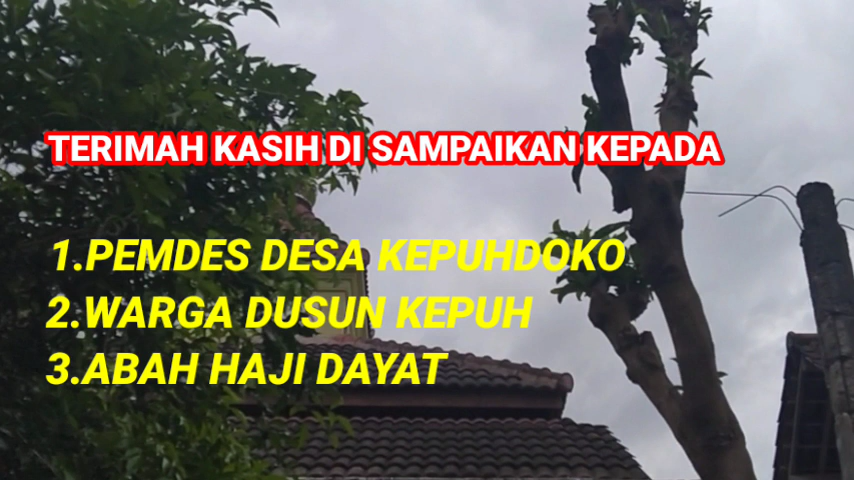 TERIMAH KASIH DI SAMPAIKAN KEPADA
1.PEMDES DESA KEPUHDOKO
2.WARGA DUSUN KEPUH
3.ABAH HAJI DAYAT